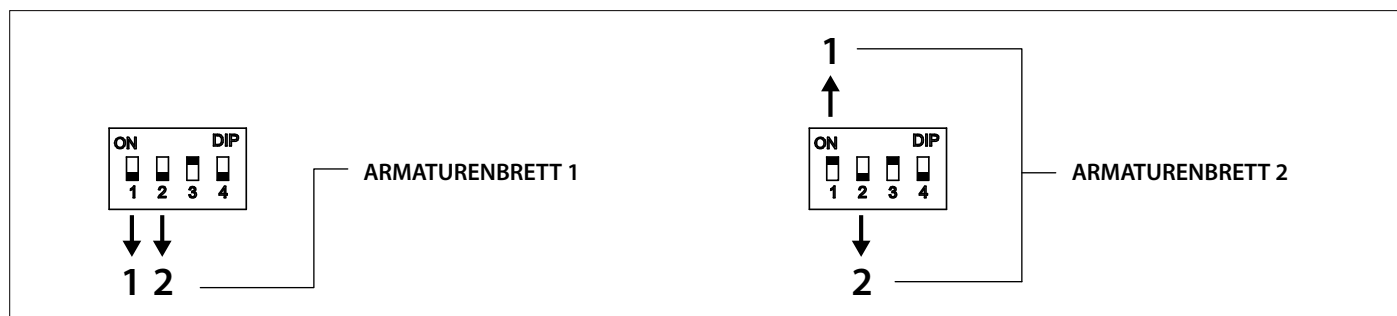 ON DIP
1 2 3 4
1 2
ARMATURENBRETT 1
1
ON DIP
1 2 3 4
2
ARMATURENBRETT 2